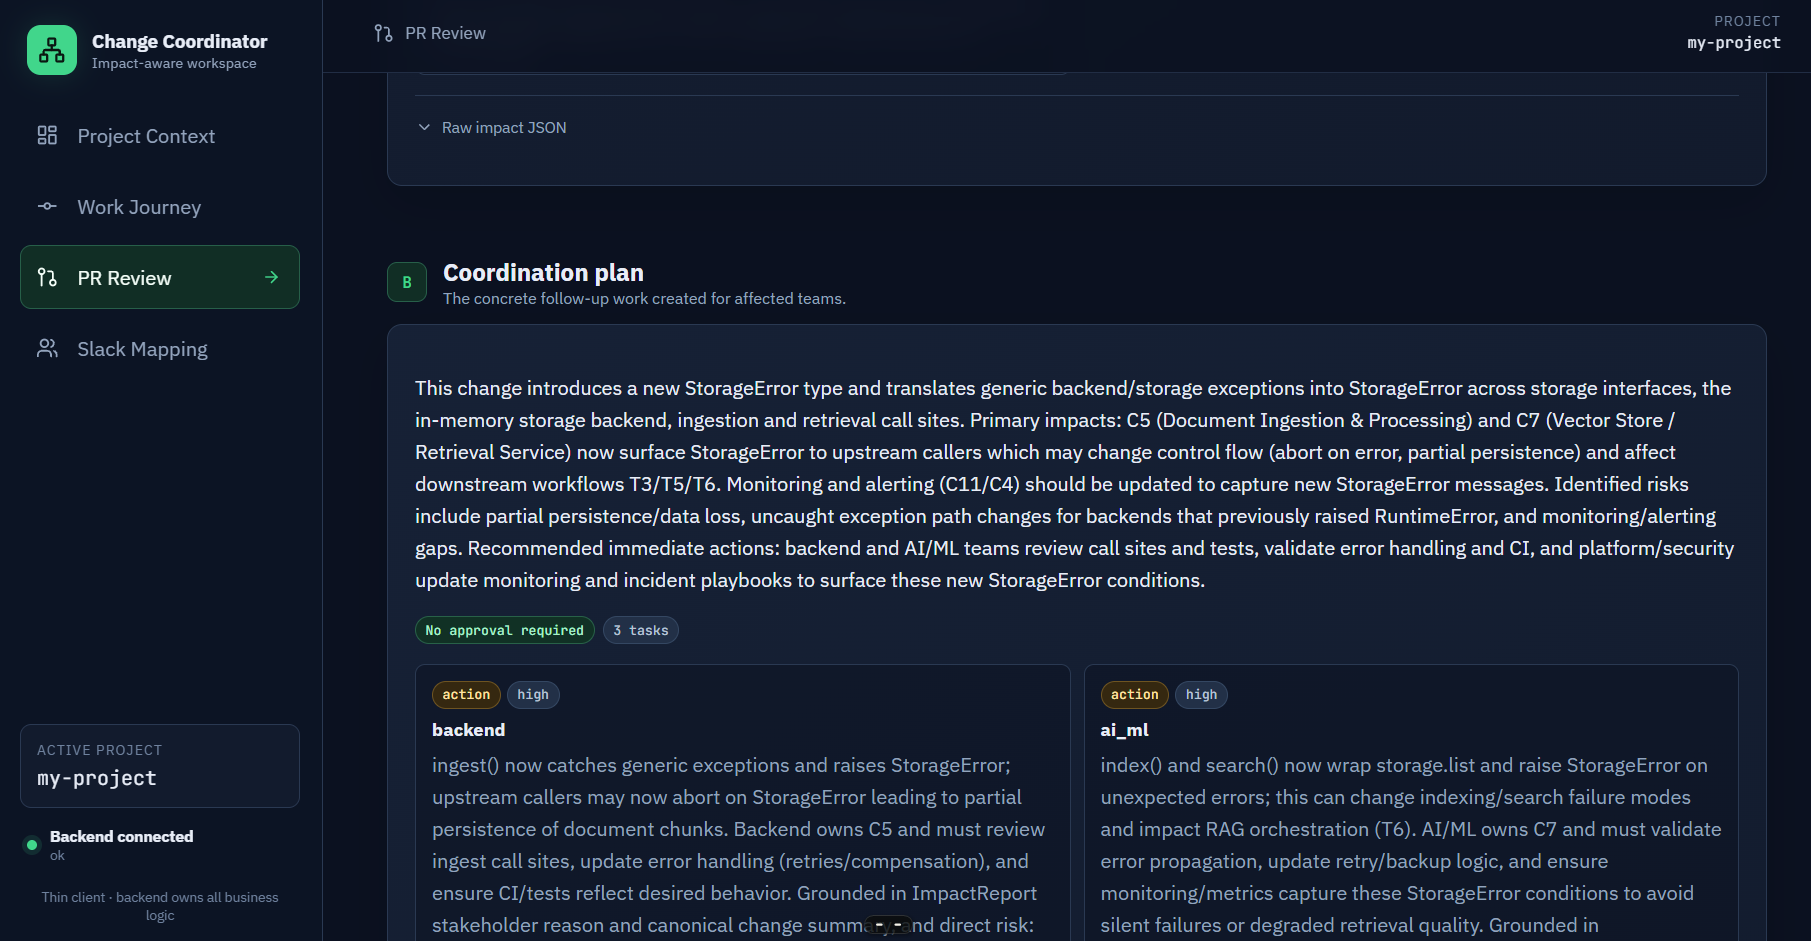 Change Coordinator
Impact-aware workspace
Project Context
Work Journey
PR Review
Slack Mapping
ACTIVE PROJECT
my-project
Backend connected
ok
Thin client · backend owns all business
logic
PR Review
PROJECT
my-project
Raw impact JSON
B
Coordination plan
The concrete follow-up work created for affected teams.
This change introduces a new StorageError type and translates generic backend/storage exceptions into StorageError across storage interfaces, the
in-memory storage backend, ingestion and retrieval call sites. Primary impacts: C5 (Document Ingestion & Processing) and C7 (Vector Store /
Retrieval Service) now surface StorageError to upstream callers which may change control flow (abort on error, partial persistence) and affect
downstream workflows T3/T5/T6. Monitoring and alerting (C11/C4) should be updated to capture new StorageError messages. Identified risks
include partial persistence/data loss, uncaught exception path changes for backends that previously raised RuntimeError, and monitoring/alerting
gaps. Recommended immediate actions: backend and AI/ML teams review call sites and tests, validate error handling and CI, and platform/security
update monitoring and incident playbooks to surface these new StorageError conditions.
No approval required
3 tasks
action
high
backend
ingest() now catches generic exceptions and raises StorageError;
upstream callers may now abort on StorageError leading to partial
persistence of document chunks. Backend owns C5 and must review
ingest call sites, update error handling (retries/compensation), and
ensure CI/tests reflect desired behavior. Grounded in ImpactReport
stakeholder reason and canonical change summary, and direct risk:
action
high
ai_ml
index() and search() now wrap storage.list and raise StorageError on
unexpected errors; this can change indexing/search failure modes
and impact RAG orchestration (T6). AI/ML owns C7 and must validate
error propagation, update retry/backup logic, and ensure
monitoring/metrics capture these StorageError conditions to avoid
silent failures or degraded retrieval quality. Grounded in